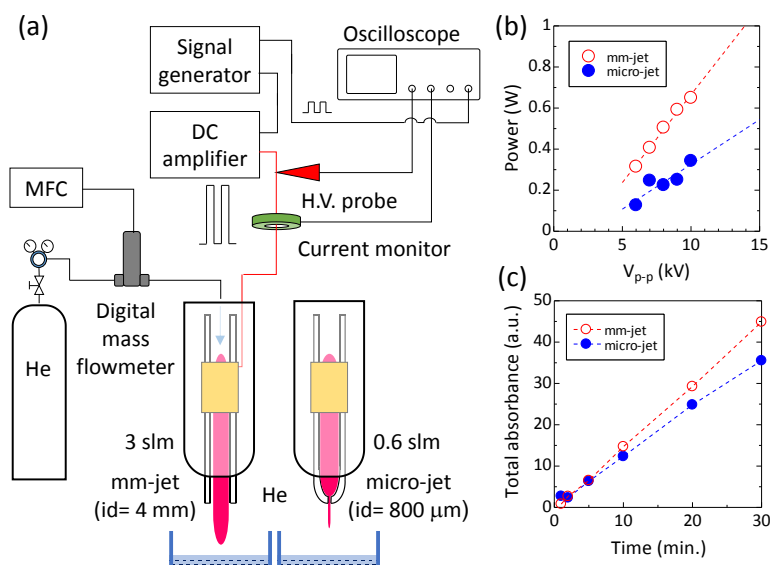 (a)
Signal
generator
Oscilloscope
DC
amplifier
MFC
H.V. probe
Current monitor
Digital
mass
flowmeter
He
3 slm
0.6 slm
mm-jet
(id= 4 mm)
He
micro-jet
(id= 800 μm)
(b)
1
0.8
0.6
0.4
0.2
0
Power (W)
mm-jet
micro-jet
0
5
10
15
Vp-p (kV)
(c)
50
45
40
35
30
25
20
15
10
5
0
Total absorbance (a.u.)
mm-jet
micro-jet
0
10
20
30
Time (min.)